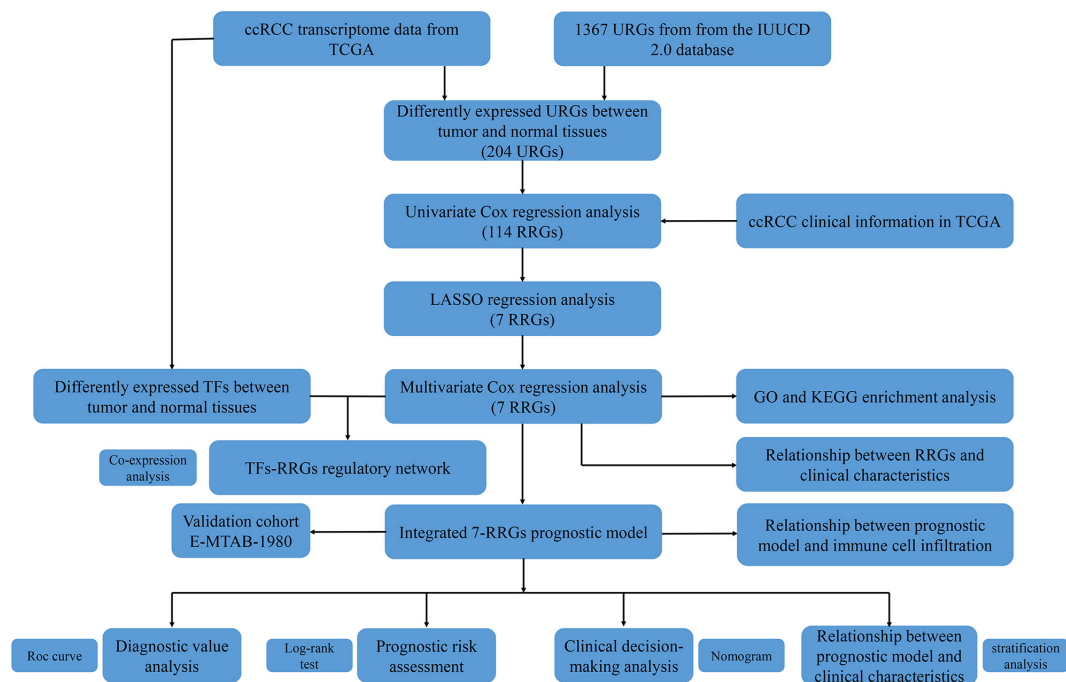 ccRCC transcriptome data from
TCGA
1367 URGs from from the IUUCD
2.0 database
Differently expressed URGs between
tumor and normal tissues
(204 URGs)
Univariate Cox regression analysis
(114 RRGs)
ccRCC clinical information in TCGA
LASSO regression analysis
(7 RRGs)
Differently expressed TFs between
tumor and normal tissues
Multivariate Cox regression analysis
(7 RRGs)
GO and KEGG enrichment analysis
Co-expression
analysis
TFs-RRGs regulatory network
Relationship between RRGs and
clinical characteristics
Validation cohort
E-MTAB-1980
Integrated 7-RRGs prognostic model
Relationship between prognostic
model and immune cell infiltration
Roc curve
Diagnostic value
analysis
Log-rank
test
Prognostic risk
assessment
Clinical decision-
making analysis
Nomogram
Relationship between
prognostic model and
clinical characteristics
stratification
analysis